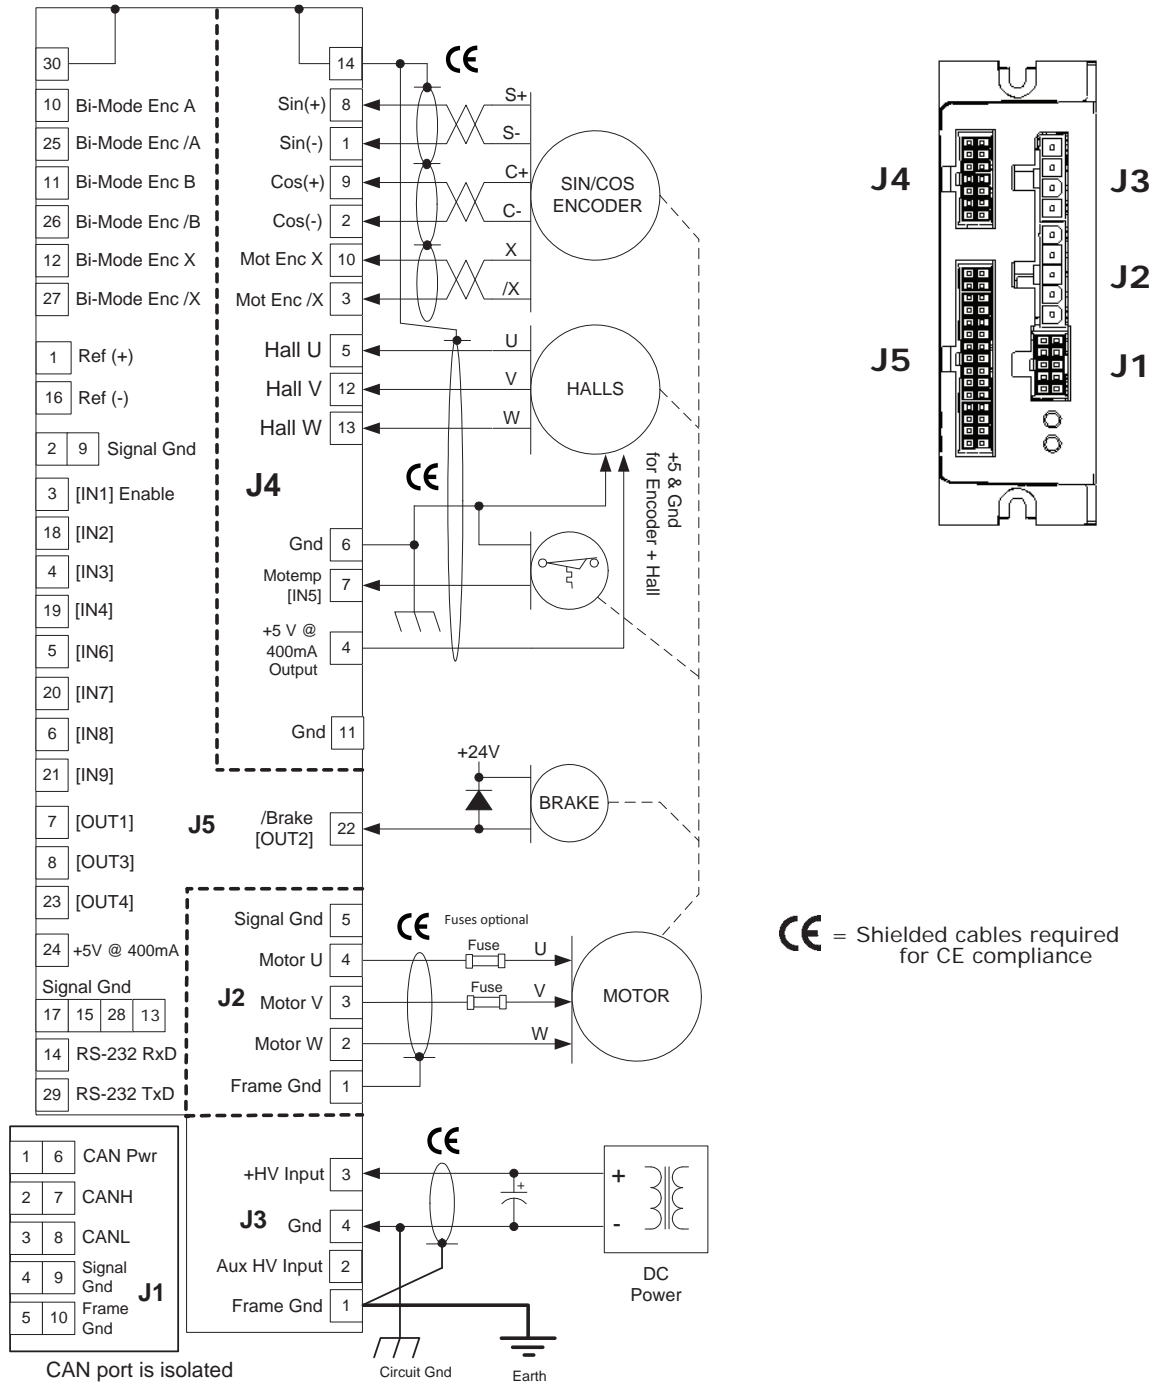 30
10 Bi-Mode Enc A
25 Bi-Mode Enc /A
11 Bi-Mode Enc B
26 Bi-Mode Enc /B
12 Bi-Mode Enc X
27 Bi-Mode Enc /X
1 Ref (+)
16 Ref (-)
2 9 Signal Gnd
3 [IN1] Enable
18 [IN2]
4 [IN3]
19 [IN4]
5 [IN6]
20 [IN7]
6 [IN8]
21 [IN9]
7 [OUT1]
8 [OUT3]
23 [OUT4]
24 +5V @ 400mA
Signal Gnd
17 15 28 13
14 RS-232 RxD
29 RS-232 TxD
J5
/Brake
[OUT2] 22
14
CE
Sin(+) 8
Sin(-) 1
Cos(+) 9
Cos(-) 2
Mot Enc X 10
Mot Enc /X 3
S+
S-
C+
C-
X
/X
SIN/COS
ENCODER
Hall U 5
Hall V 12
Hall W 13
U
V
W
HALLS
J4
CE
+5 & Gnd
for Encoder + Hall
Gnd 6
Motemp
[IN5] 7
+5 V @
400mA
Output 4
Gnd 11
+24V
BRAKE
J2
Signal Gnd 5
Motor U 4
Motor V 3
Motor W 2
Frame Gnd 1
CE
Fuses optional
Fuse
U
Fuse
V
W
MOTOR
J3
+HV Input 3
Gnd 4
Aux HV Input 2
Frame Gnd 1
CE
+
+
-
DC
Power
Circuit Gnd
Earth
1 6 CAN Pwr
2 7 CANH
3 8 CANL
4 9 Signal
Gnd
5 10 Frame
Gnd
J1
CAN port is isolated
J4
J3
J2
J5
J1
CE = Shielded cables required
for CE compliance